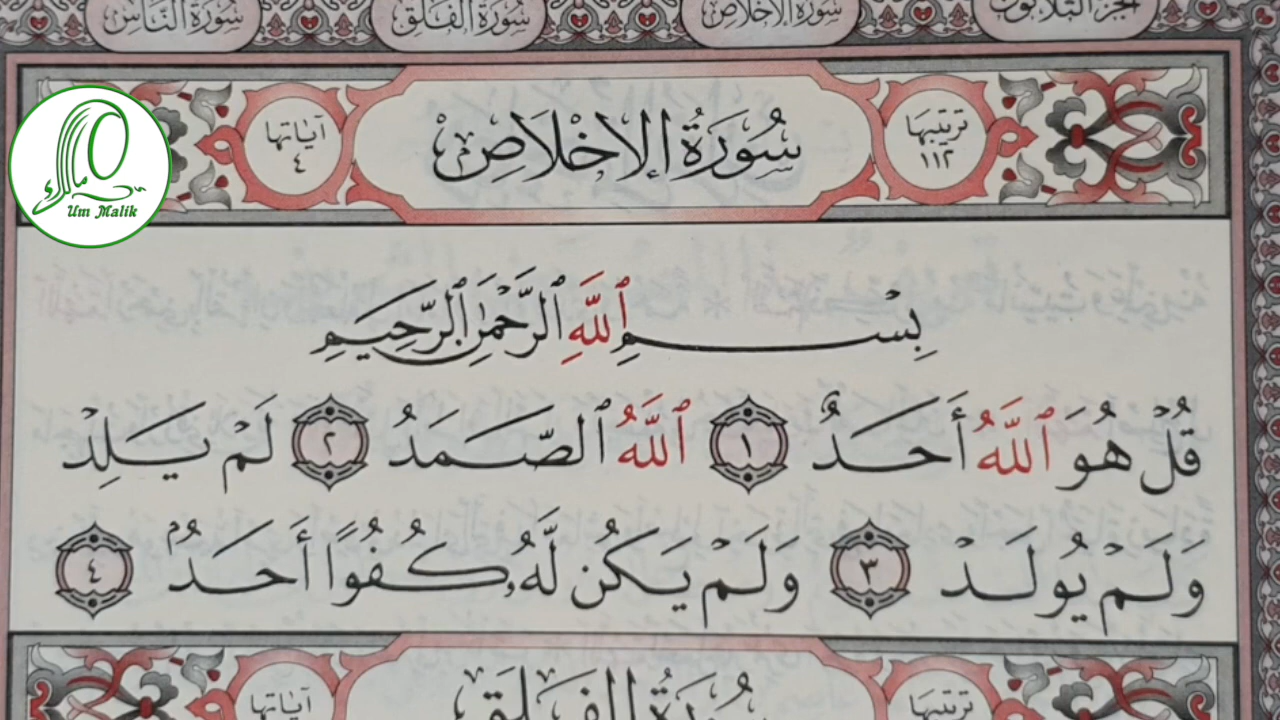 الجزء الثلاثون سورة الإخلاص سورة الفلق سورة الناس
ترتيبها ١١٢ سُورَةُ الإِخْلَاصِ آياتها ٤
مالك
Um Malik
بِسْمِ ٱللَّهِ ٱلرَّحْمَٰنِ ٱلرَّحِيمِ
قُلْ هُوَ ٱللَّهُ أَحَدٌ ١ ٱللَّهُ ٱلصَّمَدُ ٢ لَمْ يَلِدْ
وَلَمْ يُولَدْ ٣ وَلَمْ يَكُن لَّهُۥ كُفُوًا أَحَدٌۢ ٤
ترتيبها سُورَةُ الفَلَقِ آياتها